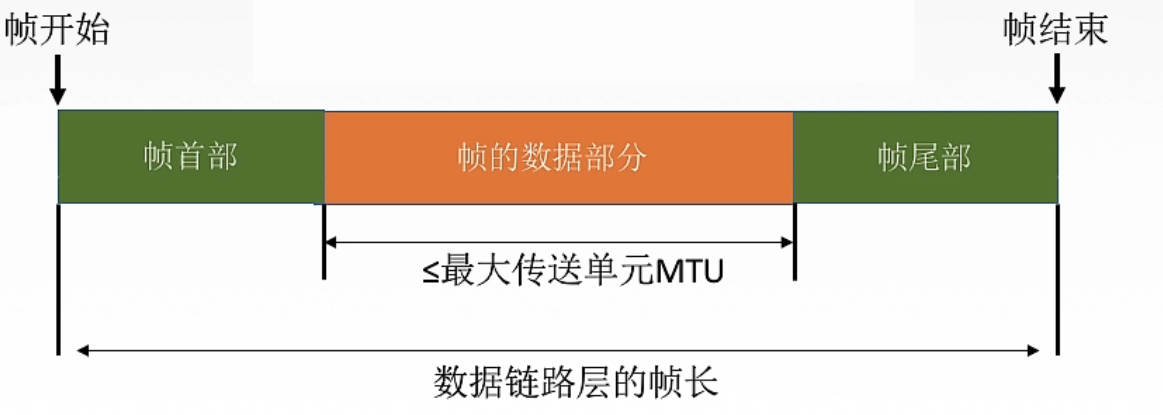 帧开始
帧结束
帧首部
帧的数据部分
帧尾部
≤最大传送单元MTU
数据链路层的帧长